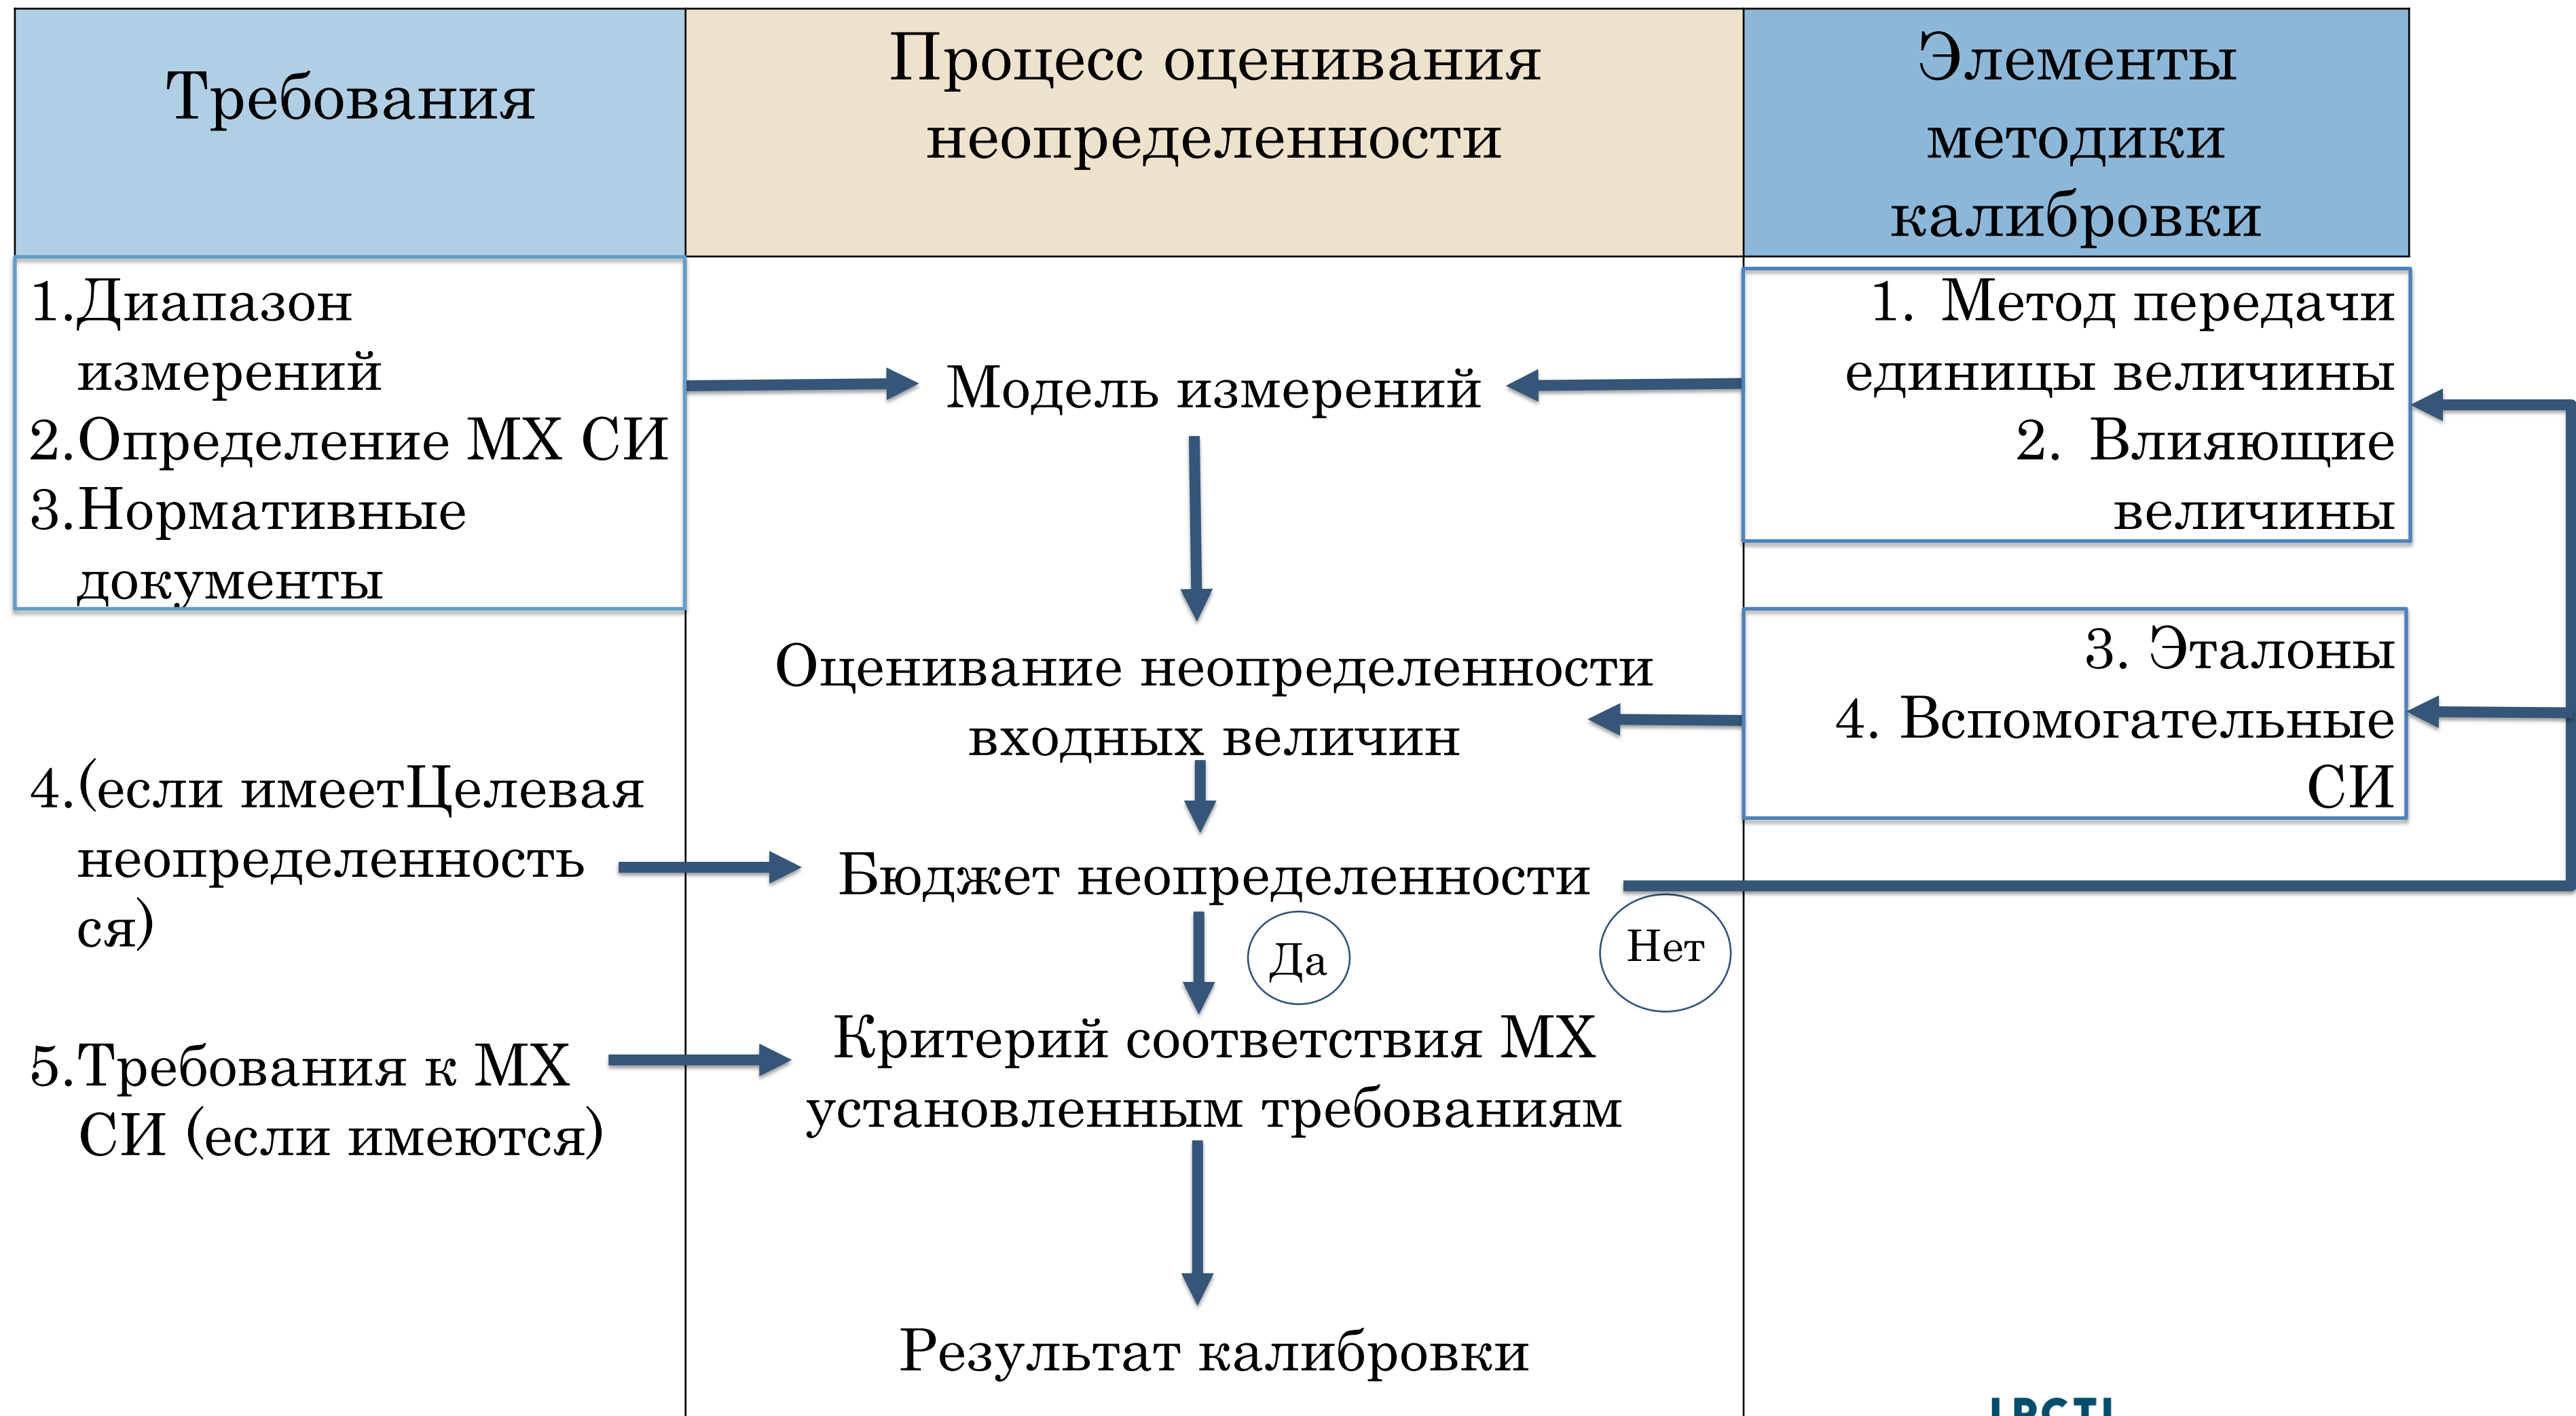 Требования
Процесс оценивания
неопределенности
Элементы
методики
калибровки
1.Диапазон
измерений
2.Определение МХ СИ
3.Нормативные
документы
4.(если имеетЦелевая
неопределенность
ся)
5.Требования к МХ
СИ (если имеются)
Модель измерений
Оценивание неопределенности
входных величин
Бюджет неопределенности
Да
Нет
Критерий соответствия МХ
установленным требованиям
Результат калибровки
1. Метод передачи
единицы величины
2. Влияющие
величины
3. Эталоны
4. Вспомогательные
СИ